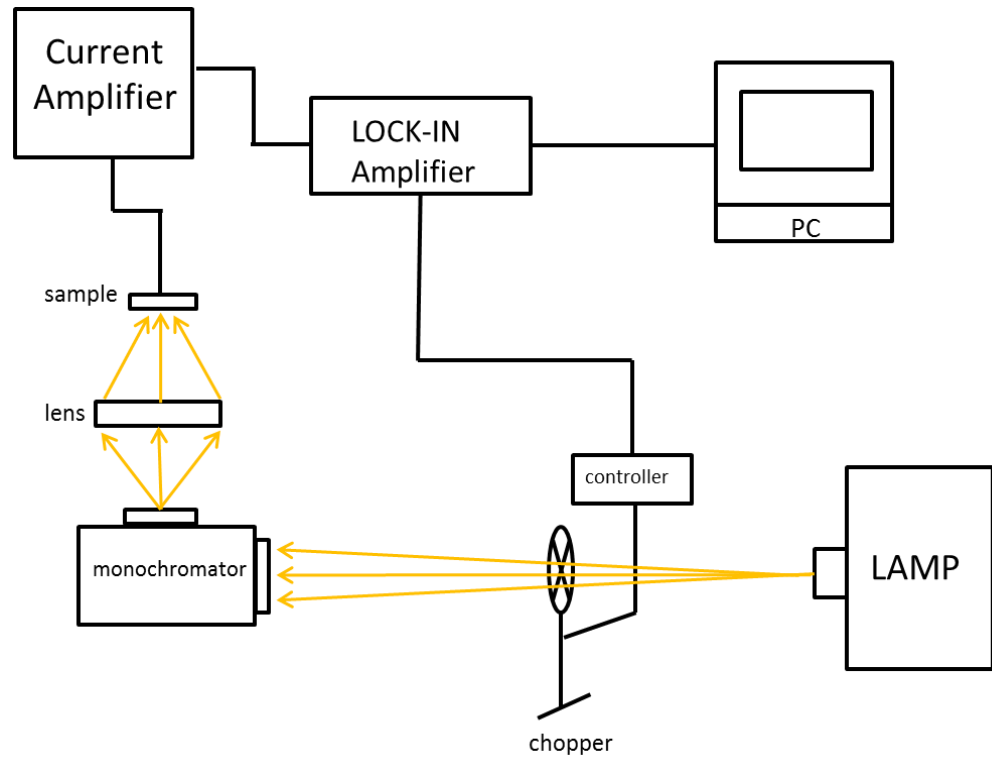 Current
Amplifier
LOCK-IN
Amplifier
PC
sample
lens
controller
monochromator
LAMP
chopper